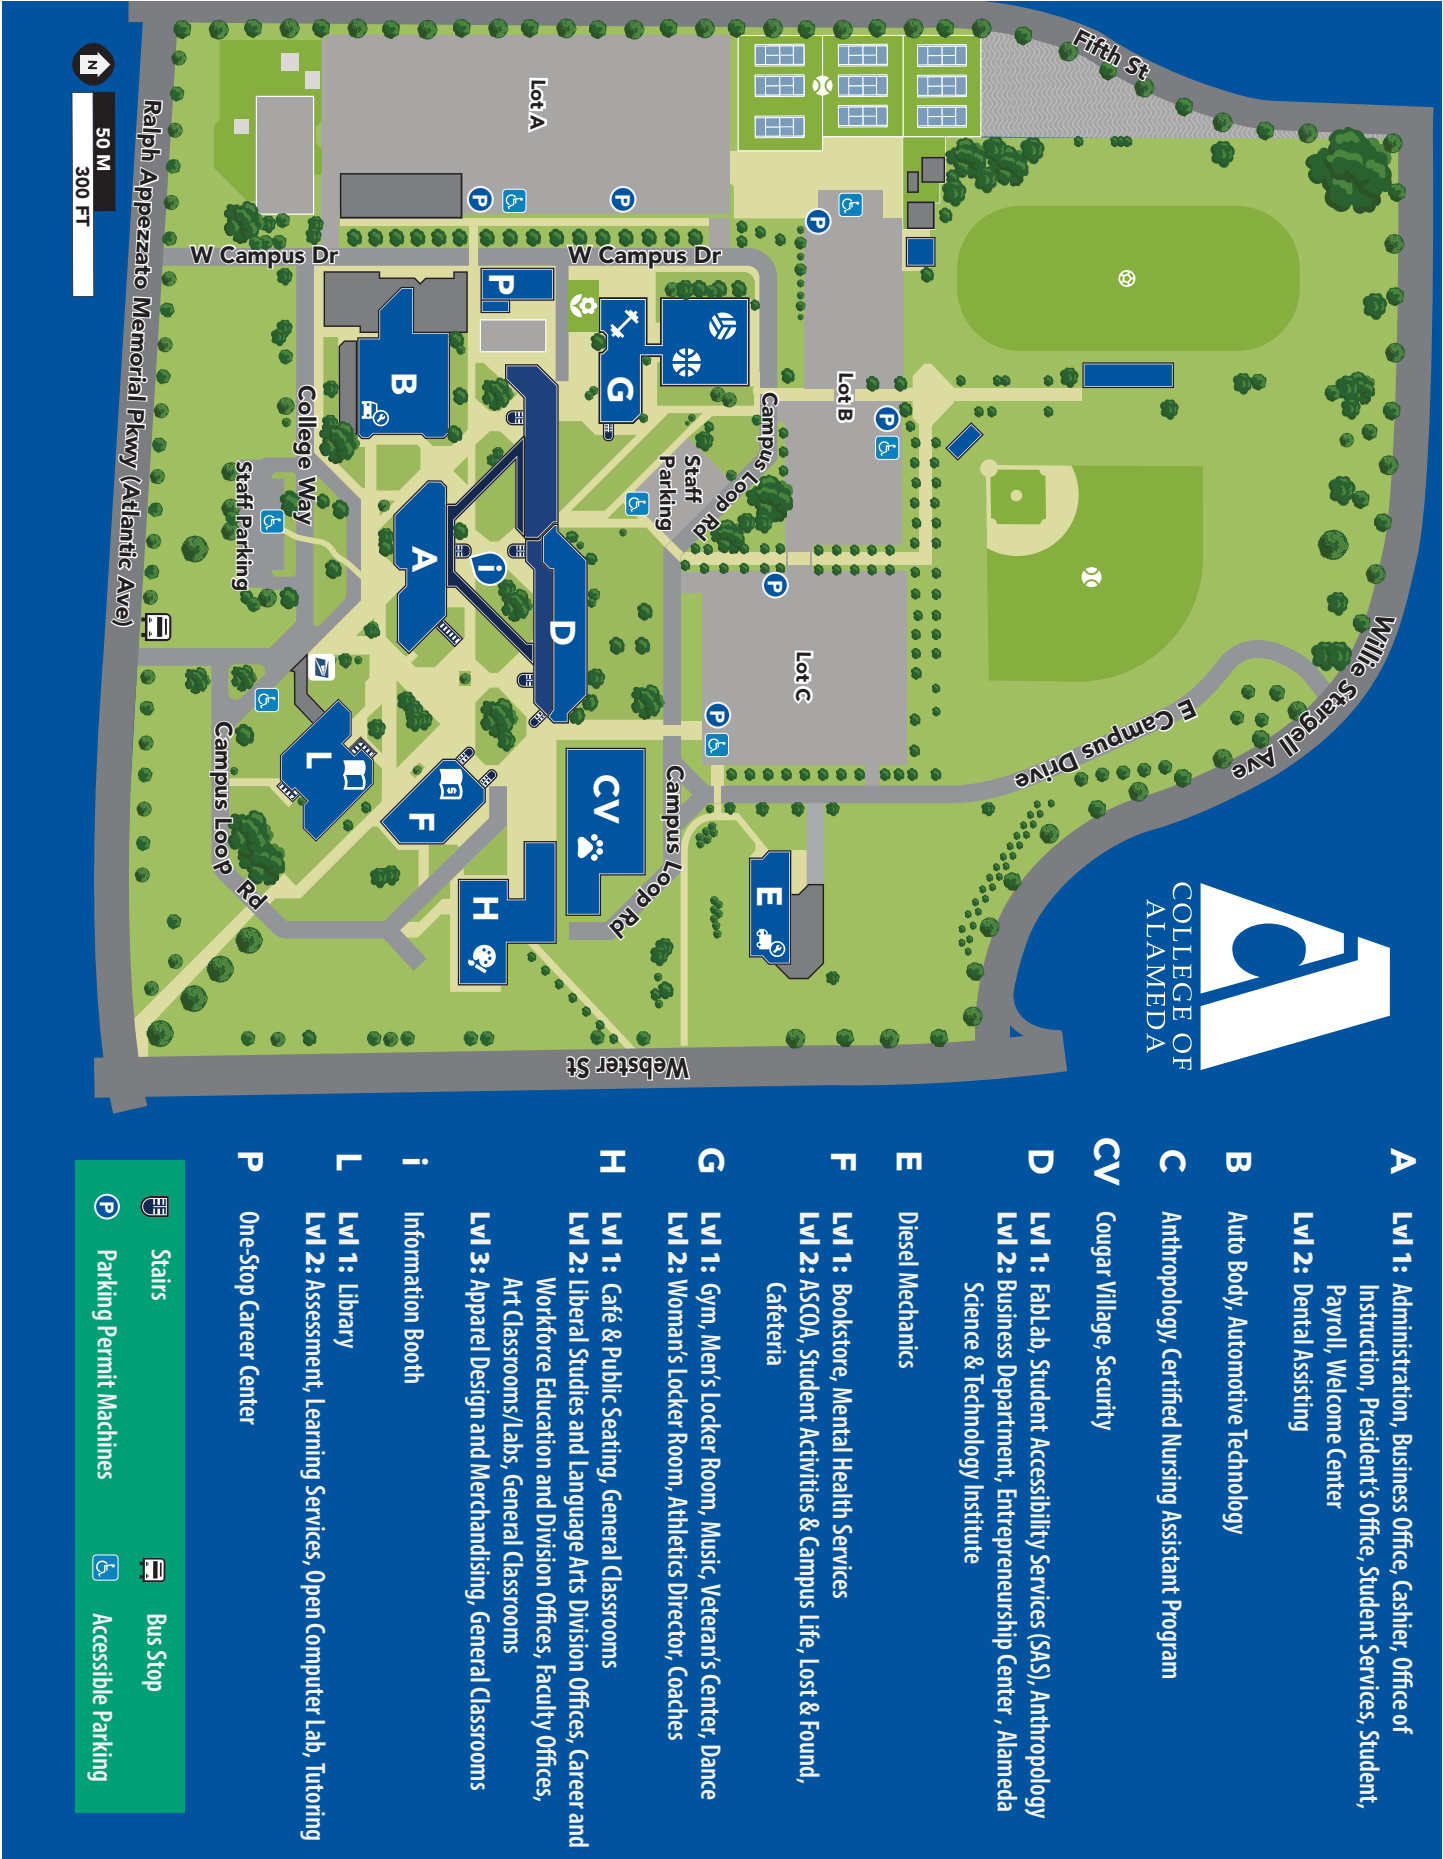 COLLEGE OF
ALAMEDA
Fifth St
Willie Stargell Ave
E Campus Drive
Lot A
Lot B
Lot C
W Campus Dr
W Campus Dr
Campus Loop Rd
Staff
Parking
P
G
B
College Way
Staff Parking
A
i
D
L
F
$
CV
H
E
Campus Loop Rd
Campus Loop Rd
Webster St
Ralph Appezzato Memorial Pkwy (Atlantic Ave)
P
P
P
P
P
P
N
50 M
300 FT
A Lvl 1: Administration, Business Office, Cashier, Office of
Instruction, President's Office, Student Services, Student,
Payroll, Welcome Center
Lvl 2: Dental Assisting
B Auto Body, Automotive Technology
C Anthropology, Certified Nursing Assistant Program
CV Cougar Village, Security
D Lvl 1: FabLab, Student Accessibility Services (SAS), Anthropology
Lvl 2: Business Department, Entrepreneurship Center , Alameda
Science & Technology Institute
E Diesel Mechanics
F Lvl 1: Bookstore, Mental Health Services
Lvl 2: ASCCOA, Student Activities & Campus Life, Lost & Found,
Cafeteria
G Lvl 1: Gym, Men's Locker Room, Music, Veteran's Center, Dance
Lvl 2: Woman's Locker Room, Athletics Director, Coaches
H Lvl 1: Café & Public Seating, General Classrooms
Lvl 2: Liberal Studies and Language Arts Division Offices, Career and
Workforce Education and Division Offices, Faculty Offices,
Art Classrooms/Labs, General Classrooms
Lvl 3: Apparel Design and Merchandising, General Classrooms
i Information Booth
L Lvl 1: Library
Lvl 2: Assessment, Learning Services, Open Computer Lab, Tutoring
P One-Stop Career Center
Stairs
Bus Stop
P Parking Permit Machines
Accessible Parking